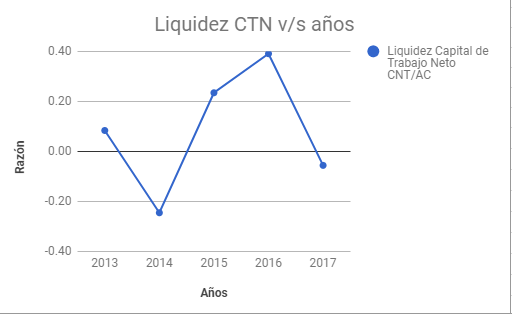 Liquidez CTN v/s años
0.40
0.20
0.00
-0.20
-0.40
Razón
2013 2014 2015 2016 2017
Años
Liquidez Capital de
Trabajo Neto
CNT/AC